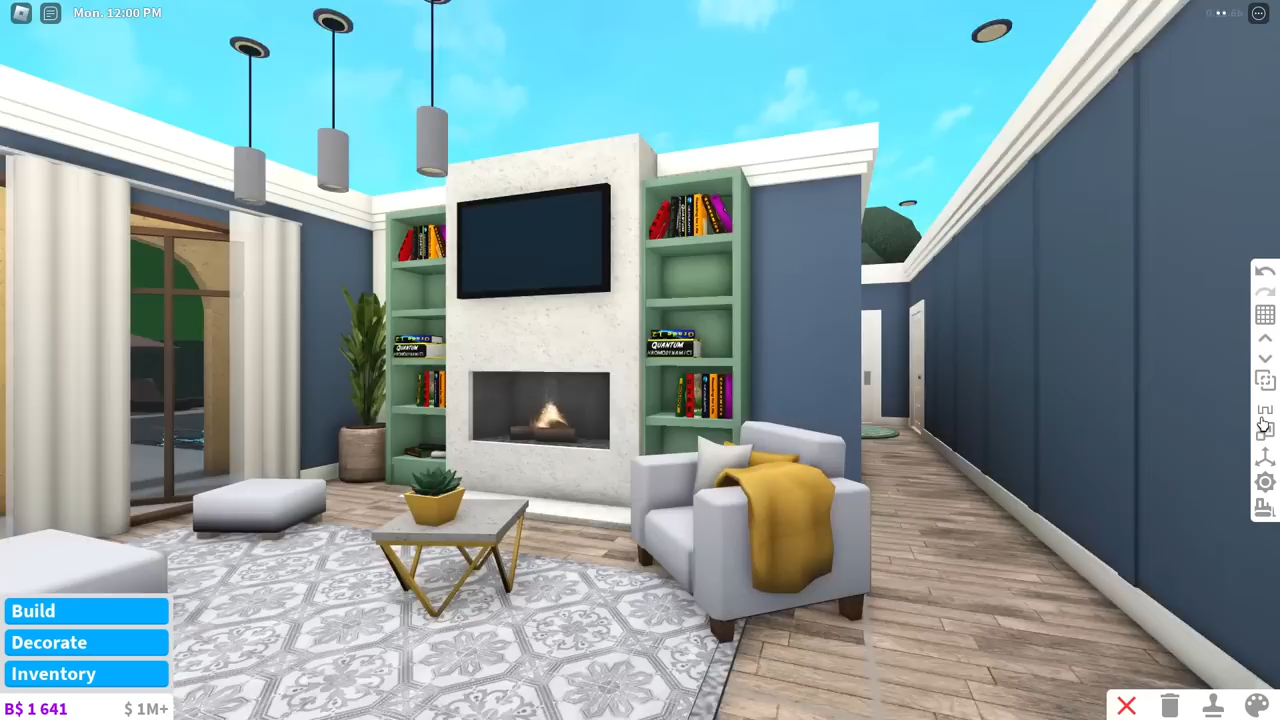 Mon. 12:00 PM
QUANTUM
QUANTUM
Build
Decorate
Inventory
B$ 1 641
$ 1M+